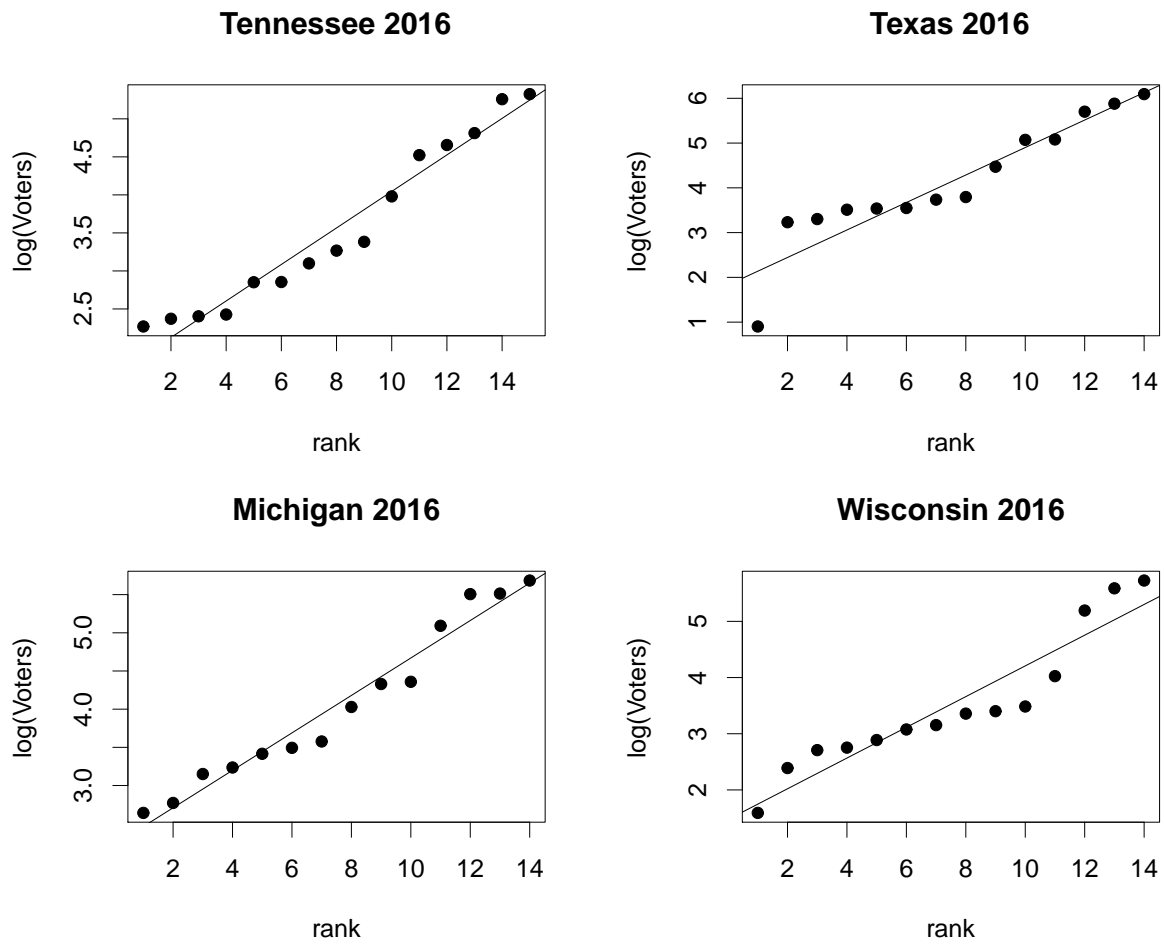 Tennessee 2016
log(Voters)
4.5
3.5
2.5
2 4 6 8 10 12 14
rank
Texas 2016
log(Voters)
6
5
4
3
2
1
2 4 6 8 10 12 14
rank
Michigan 2016
log(Voters)
5.0
4.0
3.0
2 4 6 8 10 12 14
rank
Wisconsin 2016
log(Voters)
5
4
3
2
2 4 6 8 10 12 14
rank